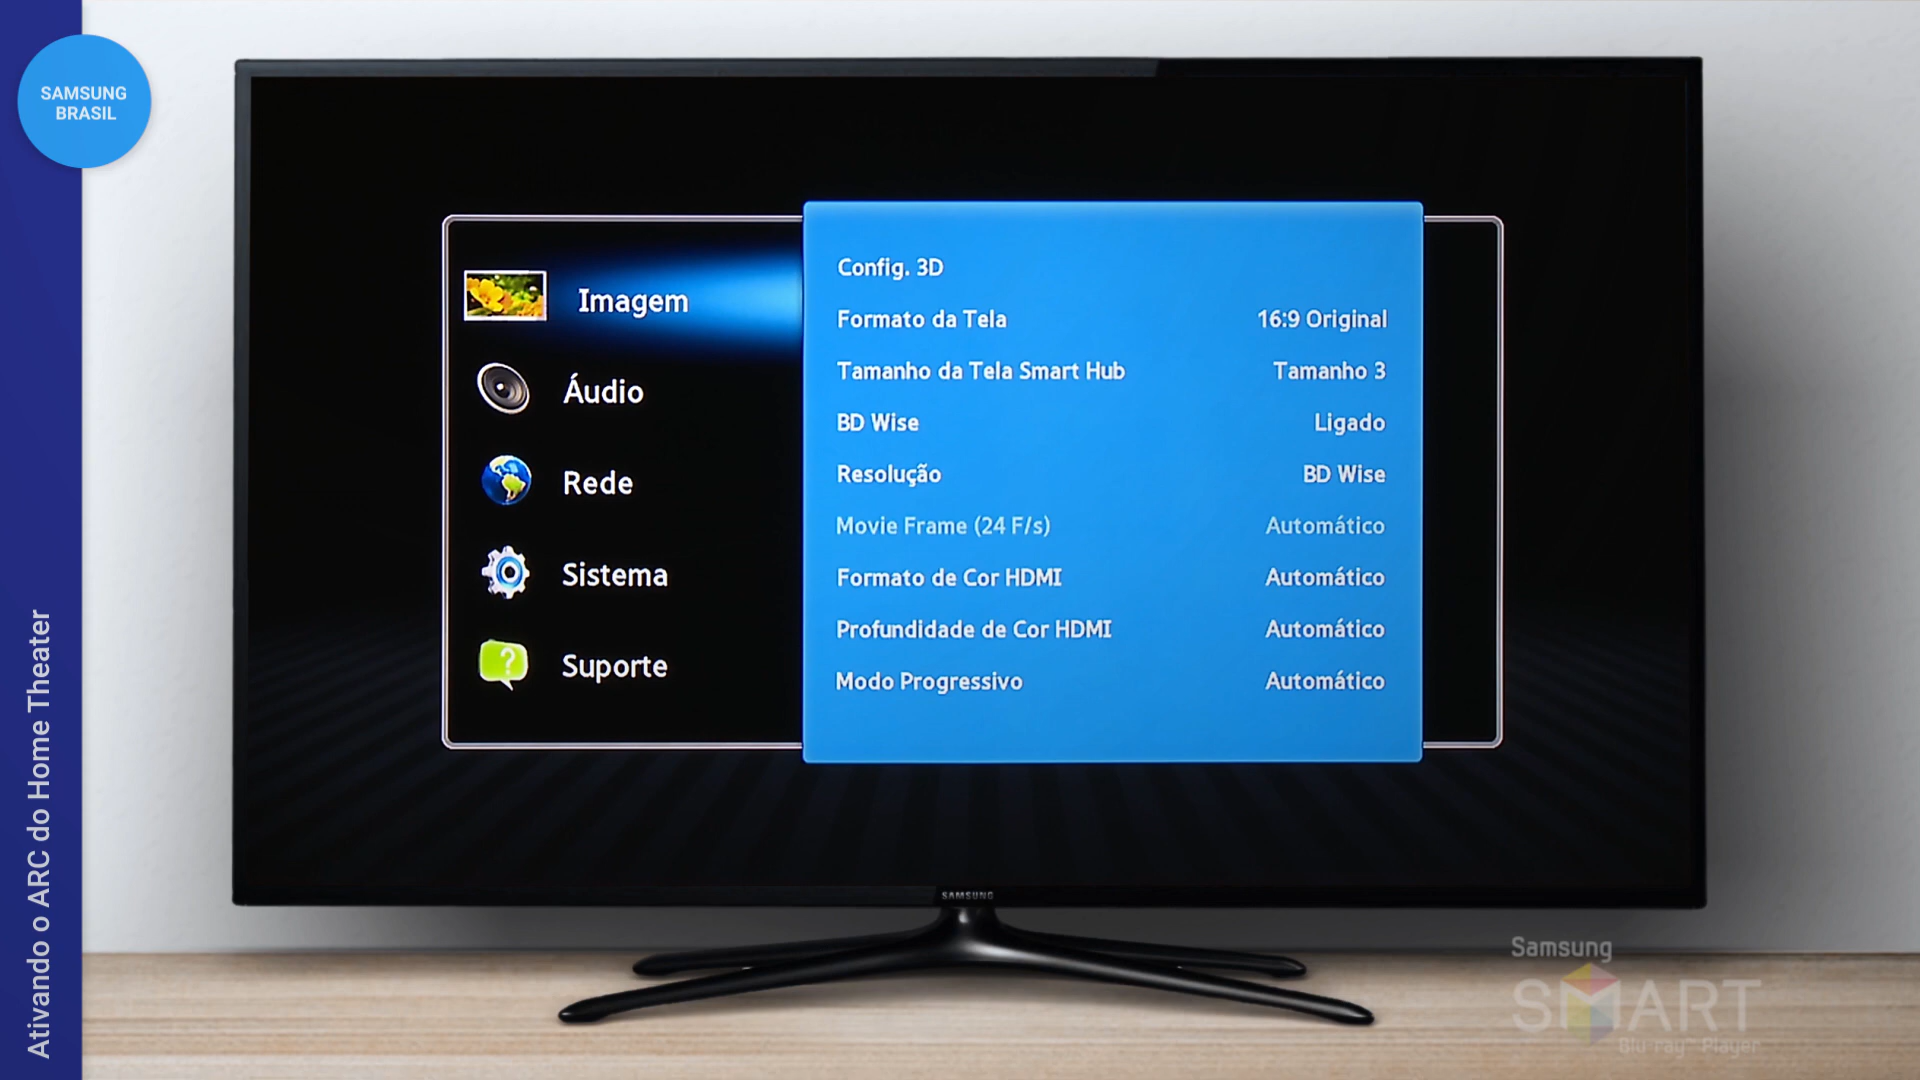 SAMSUNG
BRASIL
Ativando o ARC do Home Theater
Imagem
Áudio
Rede
Sistema
Suporte
Config. 3D
Formato da Tela 16:9 Original
Tamanho da Tela Smart Hub Tamanho 3
BD Wise Ligado
Resolução BD Wise
Movie Frame (24 F/s) Automático
Formato de Cor HDMI Automático
Profundidade de Cor HDMI Automático
Modo Progressivo Automático
SAMSUNG
Samsung
SMART
Blu-ray™ Player